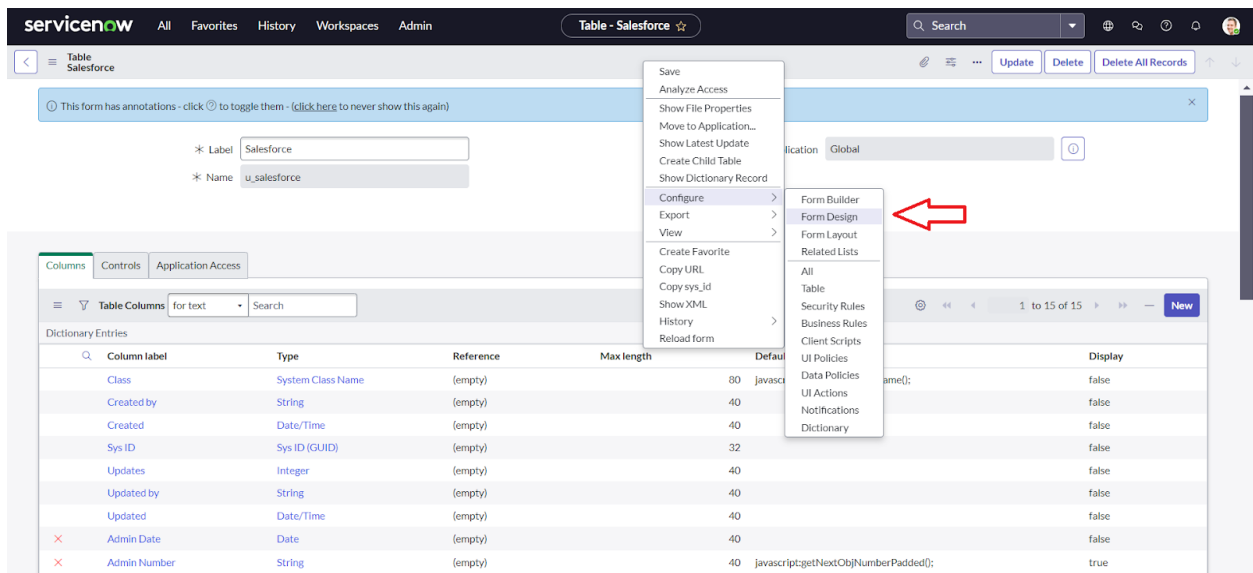 servicenow All Favorites History Workspaces Admin Table - Salesforce Search
Table
Salesforce
Update Delete Delete All Records
This form has annotations - click ? to toggle them - (click here to never show this again)
Label Salesforce
Name u_salesforce
lication Global
Save
Analyze Access
Show File Properties
Move to Application...
Show Latest Update
Create Child Table
Show Dictionary Record
Configure
Export
View
Create Favorite
Copy URL
Copy sys_id
Show XML
History
Reload form
Form Builder
Form Design
Form Layout
Related Lists
All
Table
Security Rules
Business Rules
Client Scripts
UI Policies
Data Policies
UI Actions
Notifications
Dictionary
Columns Controls Application Access
Table Columns for text Search 1 to 15 of 15 New
Dictionary Entries
Column label Type Reference Max length Defaul Display
Class System Class Name (empty) 80 javascr ame(); false
Created by String (empty) 40 false
Created Date/Time (empty) 40 false
Sys ID Sys ID (GUID) (empty) 32 false
Updates Integer (empty) 40 false
Updated by String (empty) 40 false
Updated Date/Time (empty) 40 false
Admin Date Date (empty) 40 false
Admin Number String (empty) 40 javascript:getNextObjNumberPadded(); true